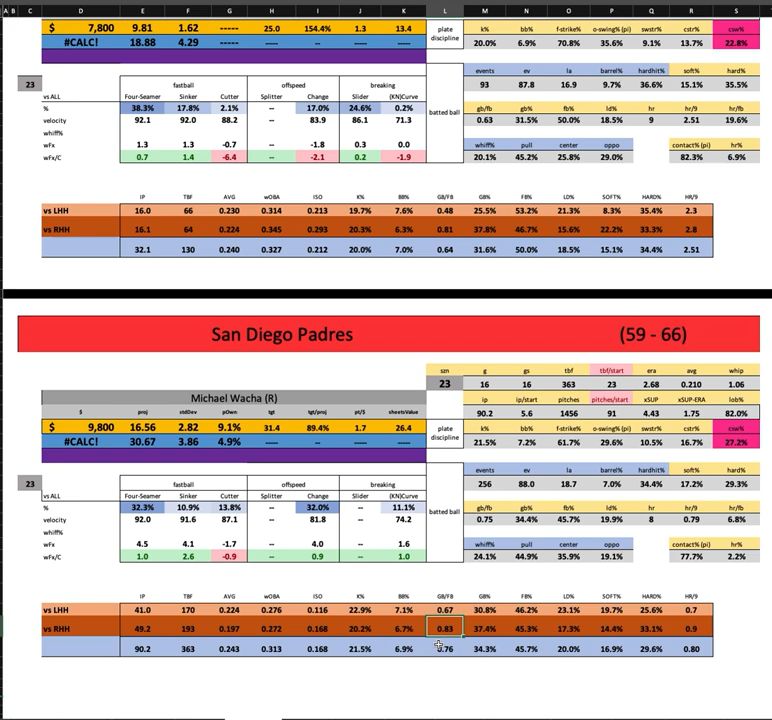 A B C D E F G H I J K L M N O P Q R S
$ 7,800 9.81 1.62 ----- 25.0 154.4% 1.3 13.4 plate discipline k% bb% f-strike% o-swing% (pi) swstr% cstr% csw%
#CALC! 18.88 4.29 ----- -- -- -- -- 20.0% 6.9% 70.8% 35.6% 9.1% 13.7% 22.8%
events ev la barrel% hardhit% soft% hard%
23 fastball offspeed breaking 93 87.8 16.9 9.7% 36.6% 15.1% 35.5%
vs ALL Four-Seamer Sinker Cutter Splitter Change Slider (KN)Curve batted ball gb/fb gb% fb% ld% hr hr/9 hr/fb
% 38.3% 17.8% 2.1% -- 17.0% 24.6% 0.2% 0.63 31.5% 50.0% 18.5% 9 2.51 19.6%
velocity 92.1 92.0 88.2 -- 83.9 86.1 71.3
whiff% whiff% pull center oppo contact% (pi) hr%
wFx 1.3 1.3 -0.7 -- -1.8 0.3 0.0 20.1% 45.2% 25.8% 29.0% 82.3% 6.9%
wFx/C 0.7 1.4 -6.4 -- -2.1 0.2 -1.9
IP TBF AVG wOBA ISO K% BB% GB/FB GB% FB% LD% SOFT% HARD% HR/9
vs LHH 16.0 66 0.230 0.314 0.213 19.7% 7.6% 0.48 25.5% 53.2% 21.3% 8.3% 35.4% 2.3
vs RHH 16.1 64 0.224 0.345 0.293 20.3% 6.3% 0.81 37.8% 46.7% 15.6% 22.2% 33.3% 2.8
32.1 130 0.240 0.327 0.212 20.0% 7.0% 0.64 31.6% 50.0% 18.5% 15.1% 34.4% 2.51
San Diego Padres (59 - 66)
szn g gs tbf tbf/start era avg whip
23 16 16 363 23 2.68 0.210 1.06
Michael Wacha (R) ip ip/start pitches pitches/start xSUP xSUP-ERA lob%
$ proj stdDev pOwn tgt tgt/proj pt/$ sheetsValue 90.2 5.6 1456 91 4.43 1.75 82.0%
$ 9,800 16.56 2.82 9.1% 31.4 89.4% 1.7 26.4 plate discipline k% bb% f-strike% o-swing% (pi) swstr% cstr% csw%
#CALC! 30.67 3.86 4.9% -- -- -- -- 21.5% 7.2% 61.7% 29.6% 10.5% 16.7% 27.2%
events ev la barrel% hardhit% soft% hard%
23 fastball offspeed breaking 256 88.0 18.7 7.0% 34.4% 17.2% 29.3%
vs ALL Four-Seamer Sinker Cutter Splitter Change Slider (KN)Curve batted ball
% 32.3% 10.9% 13.8% -- 32.0% -- 11.1% gb/fb gb% fb% ld% hr hr/9 hr/fb
velocity 92.0 91.6 87.1 -- 81.8 -- 74.2 0.75 34.4% 45.7% 19.9% 8 0.79 6.8%
whiff%
wFx 4.5 4.1 -1.7 -- 4.0 -- 1.6 whiff% pull center oppo contact% (pi) hr%
wFx/C 1.0 2.6 -0.9 -- 0.9 -- 1.0 24.1% 44.9% 35.9% 19.1% 77.7% 2.2%
IP TBF AVG wOBA ISO K% BB% GB/FB GB% FB% LD% SOFT% HARD% HR/9
vs LHH 41.0 170 0.224 0.276 0.116 22.9% 7.1% 0.67 30.8% 46.2% 23.1% 19.7% 25.6% 0.7
vs RHH 49.2 193 0.197 0.272 0.168 20.2% 6.7% 0.83 37.4% 45.3% 17.3% 14.4% 33.1% 0.9
90.2 363 0.243 0.313 0.168 21.5% 6.9% .76 34.3% 45.7% 20.0% 16.9% 29.6% 0.80